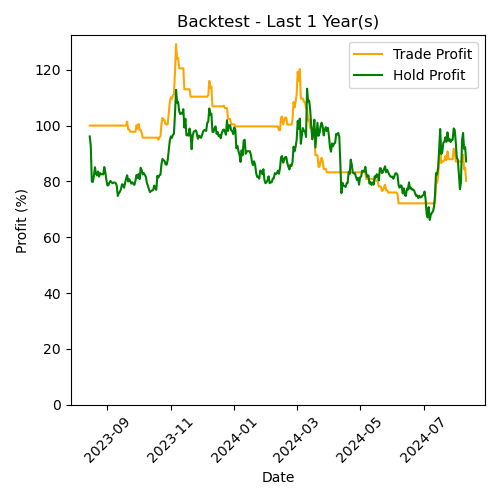 Backtest - Last 1 Year(s)
Trade Profit
Hold Profit
Profit (%)
120
100
80
60
40
20
0
2023-09
2023-11
2024-01
2024-03
2024-05
2024-07
Date